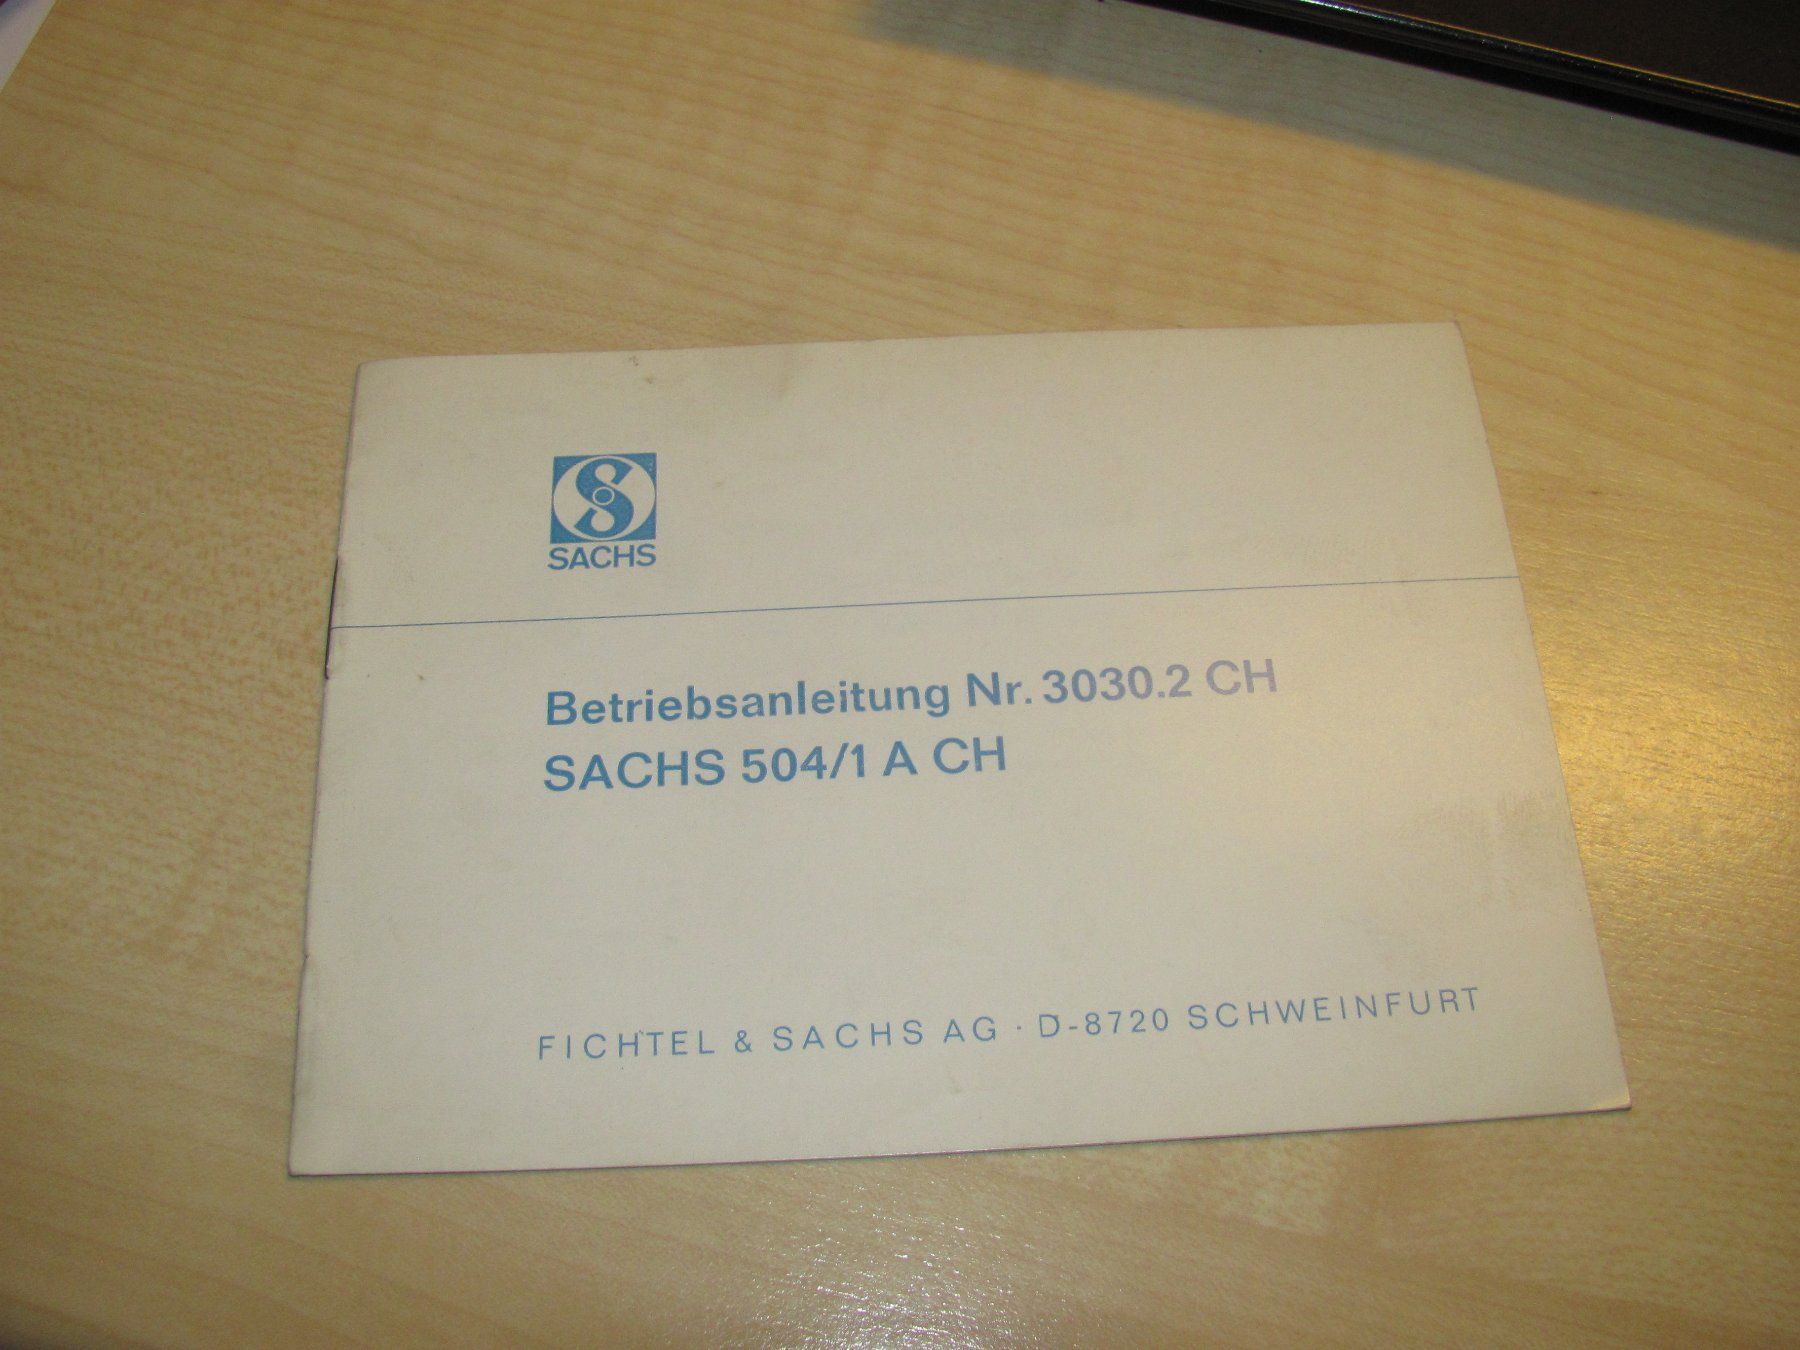 SACHS
Betriebsanleitung Nr. 3030.2 CH
SACHS 504/1 A CH
FICHTEL & SACHS AG · D-8720 SCHWEINFURT